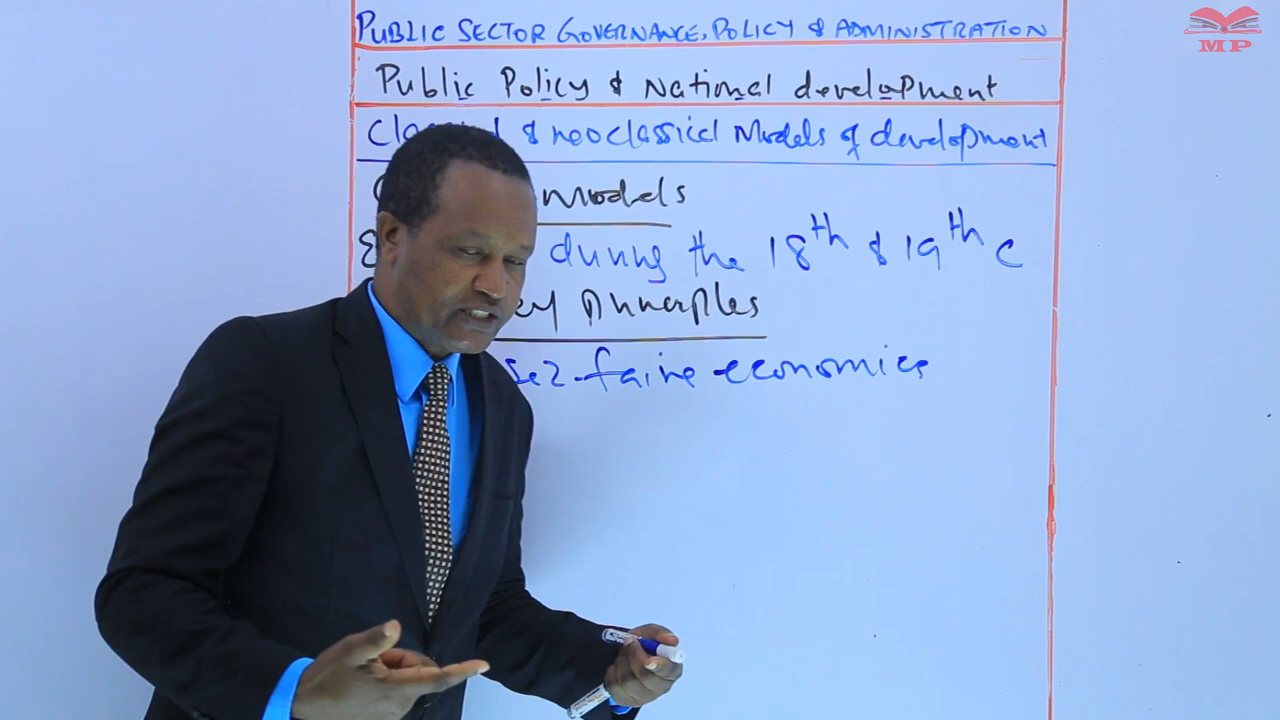 PUBLIC SECTOR GOVERNANCE, POLICY & ADMINISTRATION
MP
Public Policy & National development
& neoclassical Models of development
Models
during the 18th & 19th C
Principles
faire economics